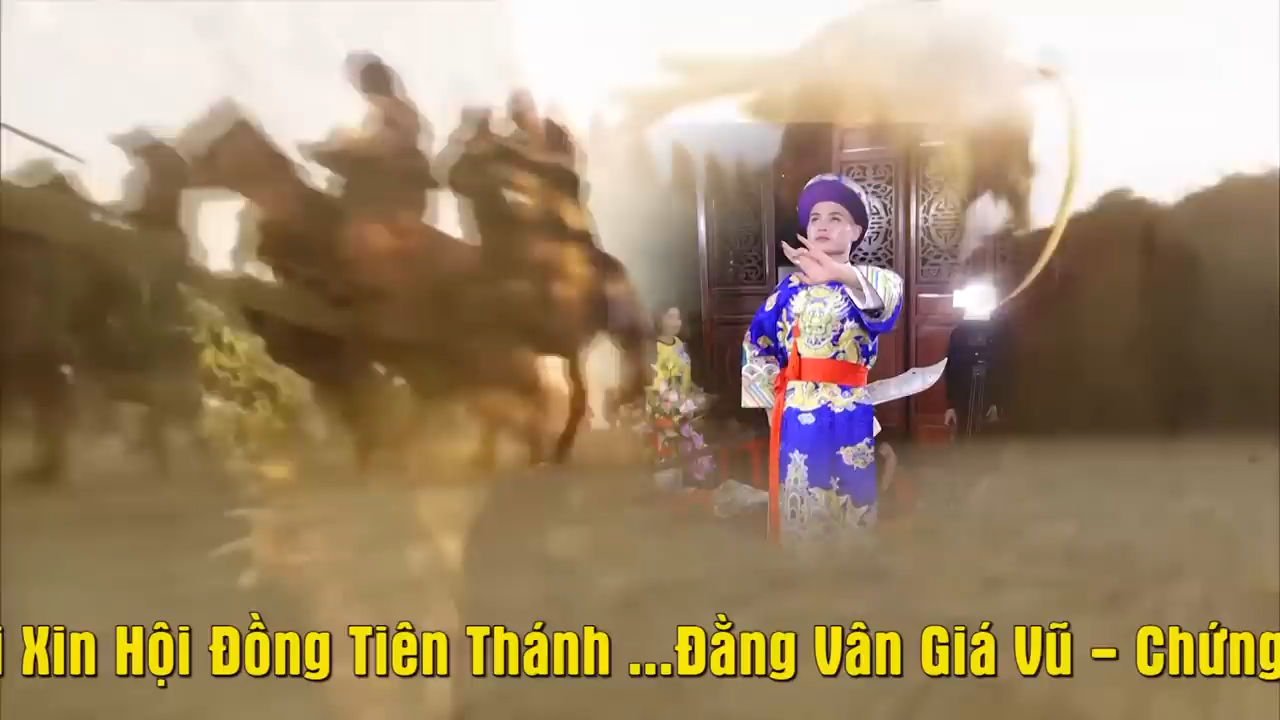 i Xin Hội Đồng Tiên Thánh ...Đằng Vân Giá Vũ - Chứng